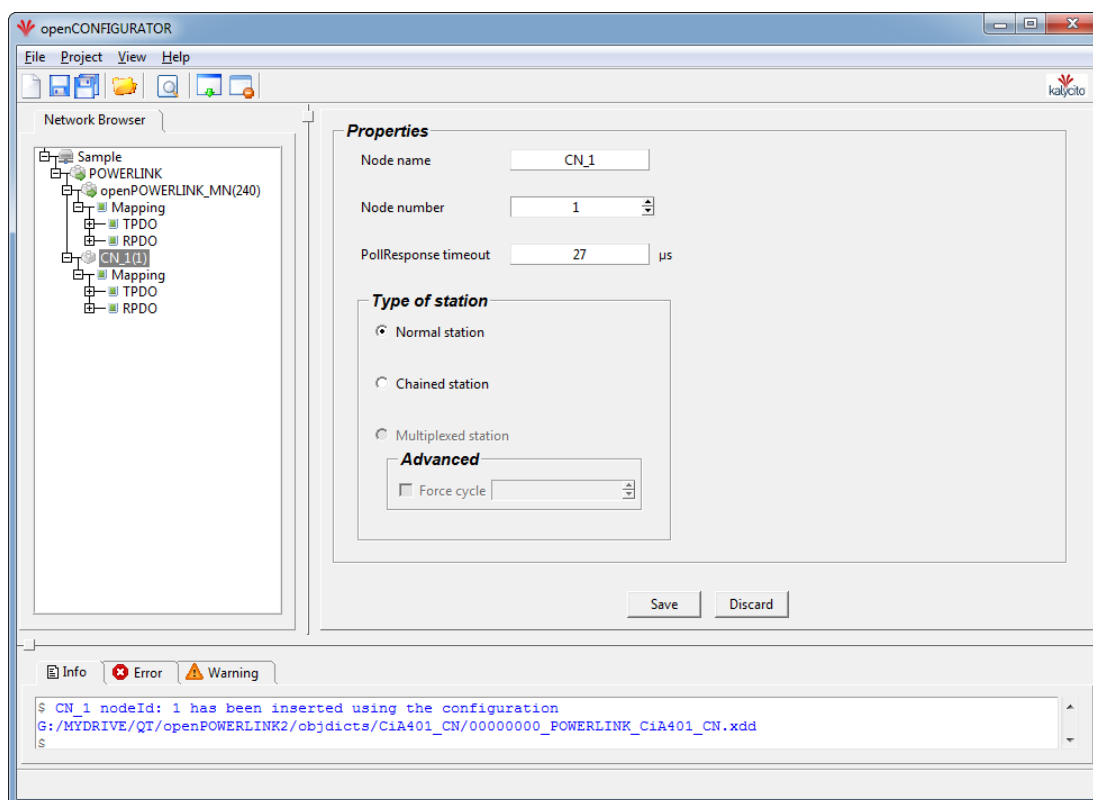 openCONFIGURATOR
File Project View Help
kalycito
Network Browser
Sample
POWERLINK
openPOWERLINK_MN(240)
Mapping
TPDO
RPDO
CN_1(1)
Mapping
TPDO
RPDO
Properties
Node name CN_1
Node number 1
PollResponse timeout 27 µs
Type of station
Normal station
Chained station
Multiplexed station
Advanced
Force cycle
Save Discard
Info Error Warning
$ CN_1 nodeId: 1 has been inserted using the configuration
G:/MYDRIVE/QT/openPOWERLINK2/objdicts/CiA401_CN/00000000_POWERLINK_CiA401_CN.xdd
$